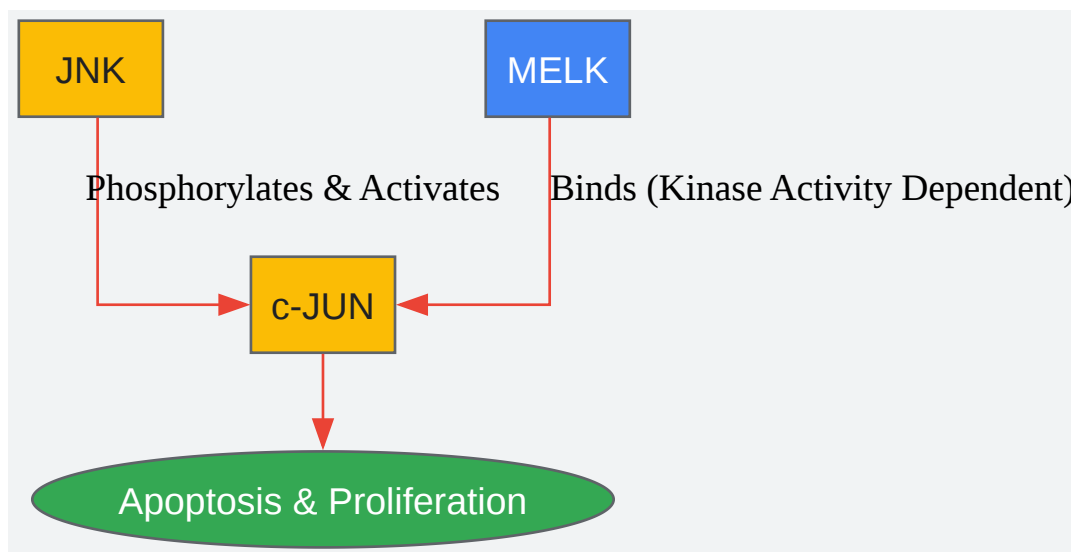 JNK
MELK
Phosphorylates & Activates
Binds (Kinase Activity Dependent)
c-JUN
Apoptosis & Proliferation